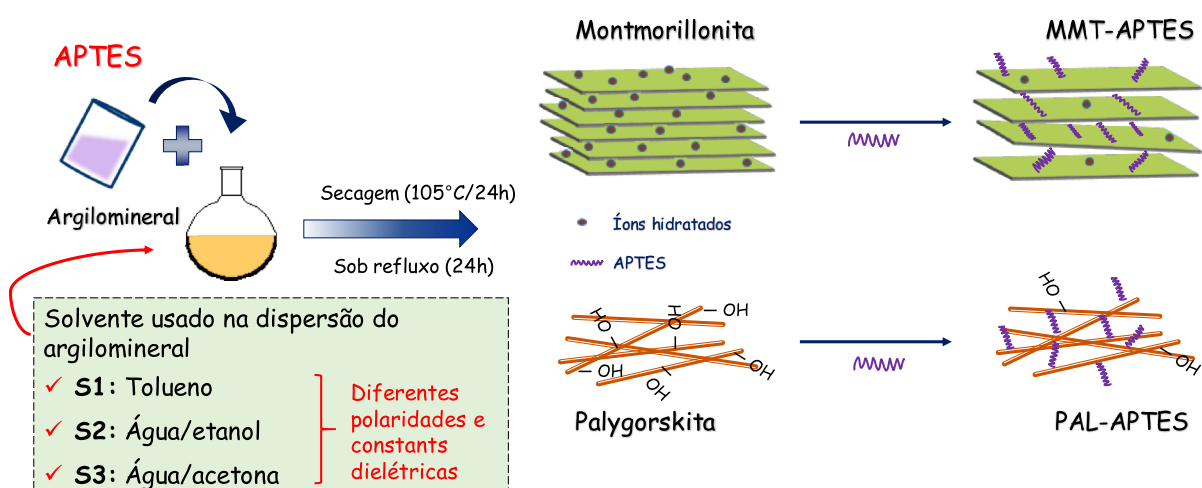 APTES
Argilomineral
Secagem (105°C/24h)
Sob refluxo (24h)
Solvente usado na dispersão do
argilomineral
✓ S1: Tolueno
✓ S2: Água/etanol
✓ S3: Água/acetona
Diferentes
polaridades e
constants
dielétricas
Montmorillonita
MMT-APTES
Íons hidratados
APTES
HO
HO
OH
OH
OH
OH
Palygorskita
HO
OH
PAL-APTES